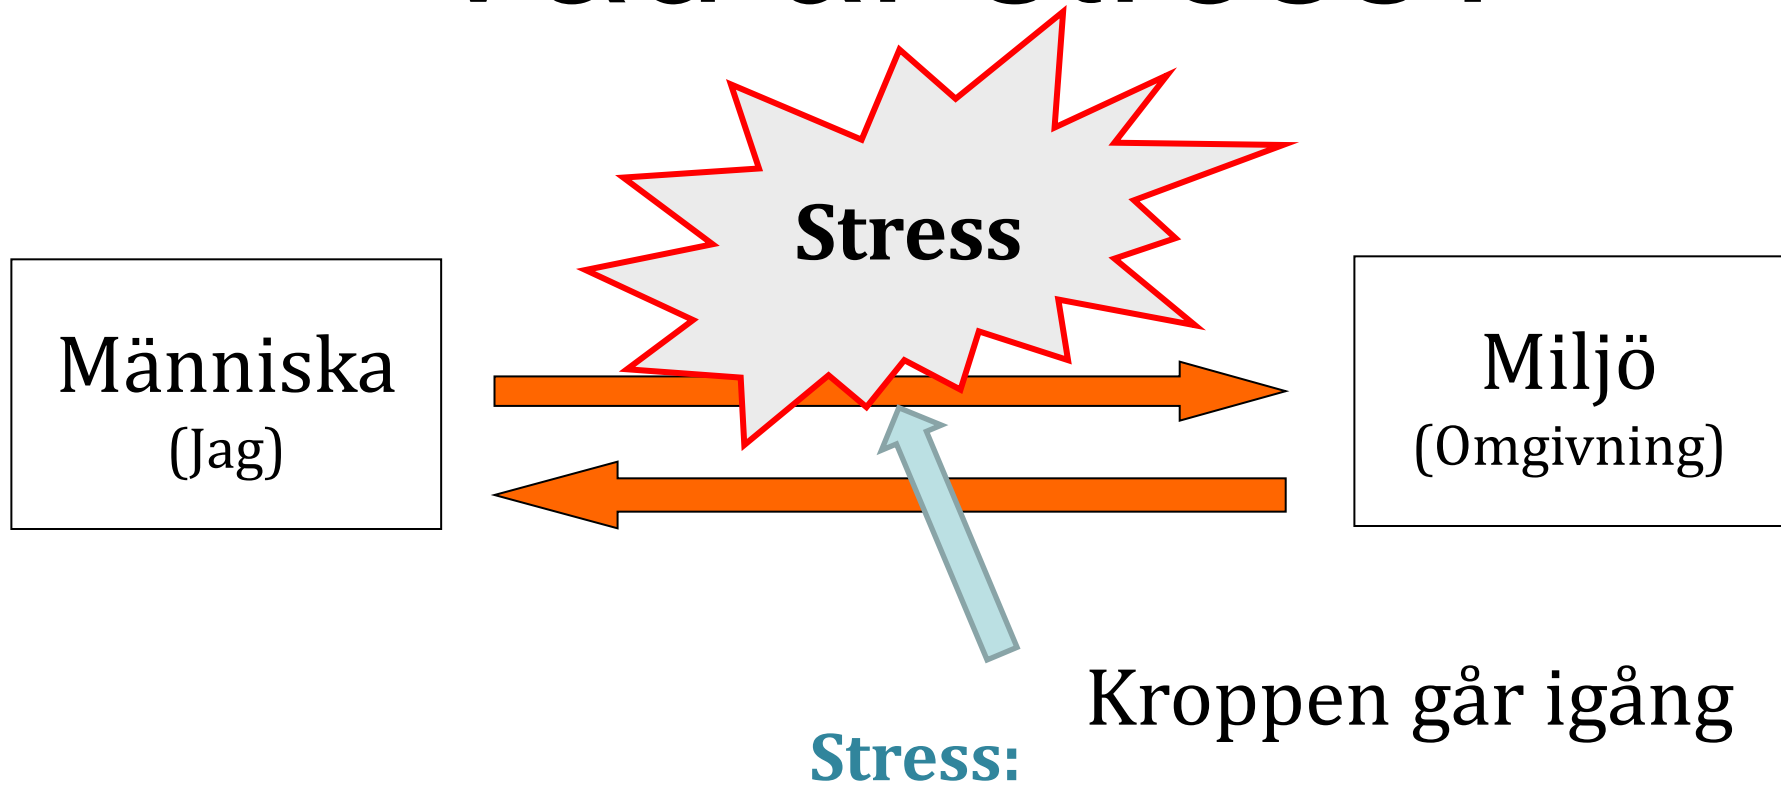 Stress
Människa
(Jag)
Miljö
(Omgivning)
Kroppen går igång
Stress: